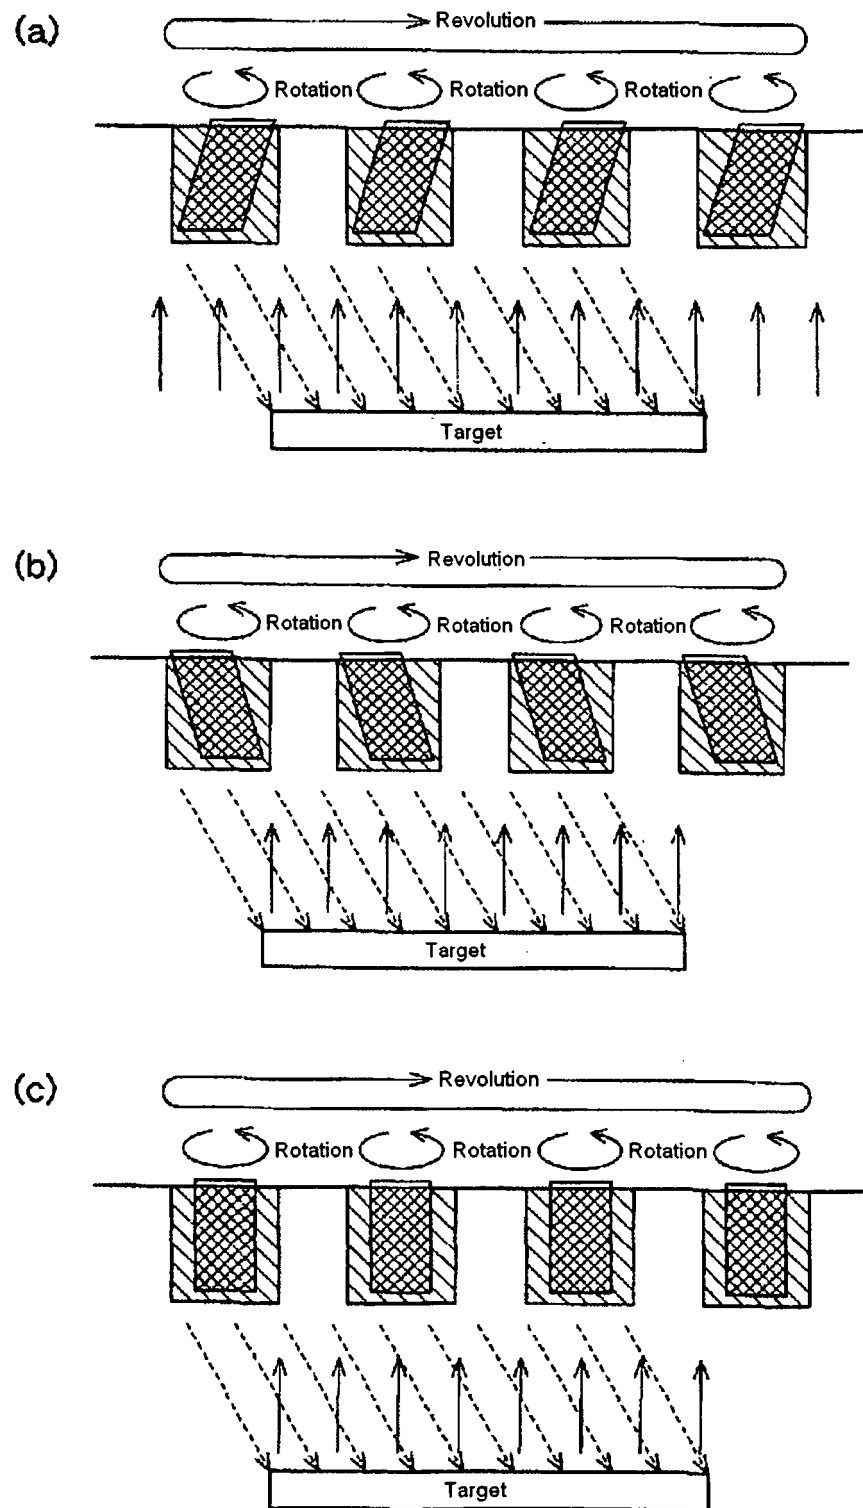 (a)
Revolution
Rotation Rotation Rotation
Target
(b)
Revolution
Rotation Rotation Rotation
Target
(c)
Revolution
Rotation Rotation Rotation
Target